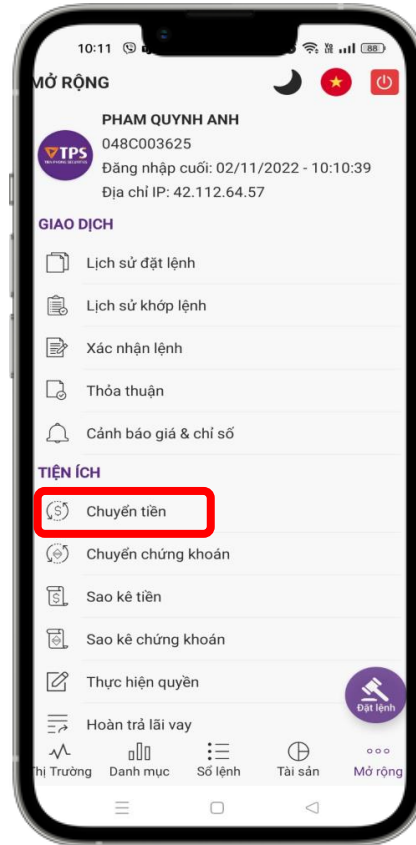 10:11
88
MỞ RỘNG
PHAM QUYNH ANH
048C003625
Đăng nhập cuối: 02/11/2022 - 10:10:39
Địa chỉ IP: 42.112.64.57
TPS
GIAO DỊCH
Lịch sử đặt lệnh
Lịch sử khớp lệnh
Xác nhận lệnh
Thỏa thuận
Cảnh báo giá & chỉ số
TIỆN ÍCH
Chuyển tiền
Chuyển chứng khoán
Sao kê tiền
Sao kê chứng khoán
Thực hiện quyền
Đặt lệnh
Hoàn trả lãi vay
hị Trường Danh mục Sổ lệnh Tài sản Mở rộng